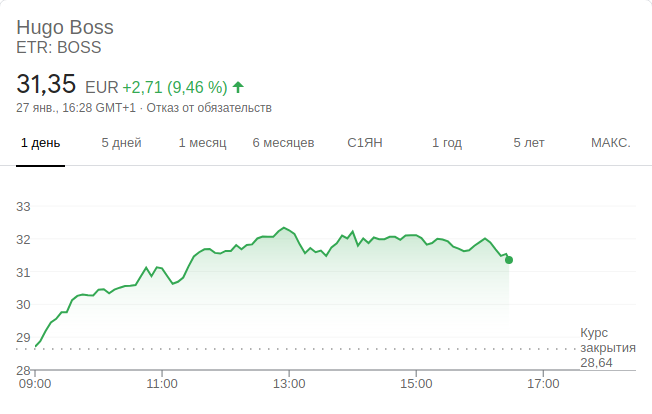 Hugo Boss
ETR: BOSS
31,35 EUR +2,71 (9,46 %)
27 янв., 16:28 GMT+1 · Отказ от обязательств
1 день 5 дней 1 месяц 6 месяцев С1ЯН 1 год 5 лет МАКС.
33
32
31
30
29
28
Курс
закрытия
28,64
09:00 11:00 13:00 15:00 17:00